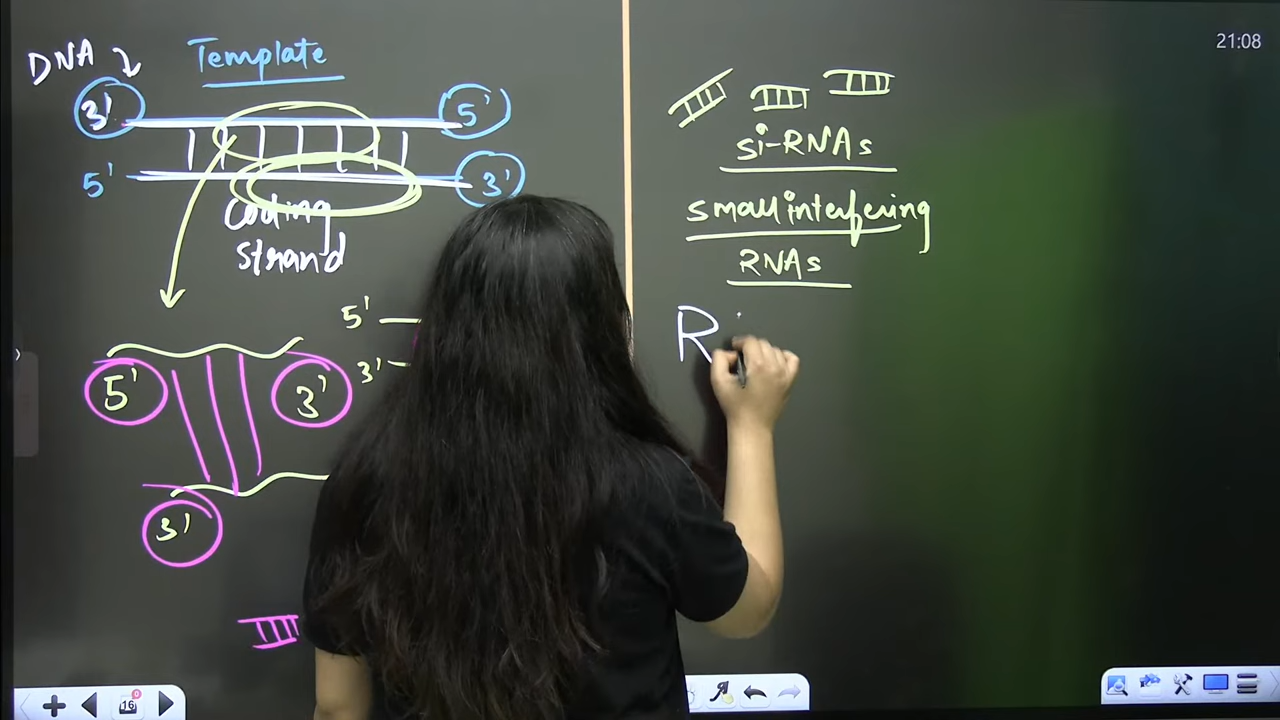 DNA
Template
3'
5'
5'
3'
Coding
strand
5'
3'
5'
3'
3'
si-RNAs
small interfering
RNAs
R
21:08
16